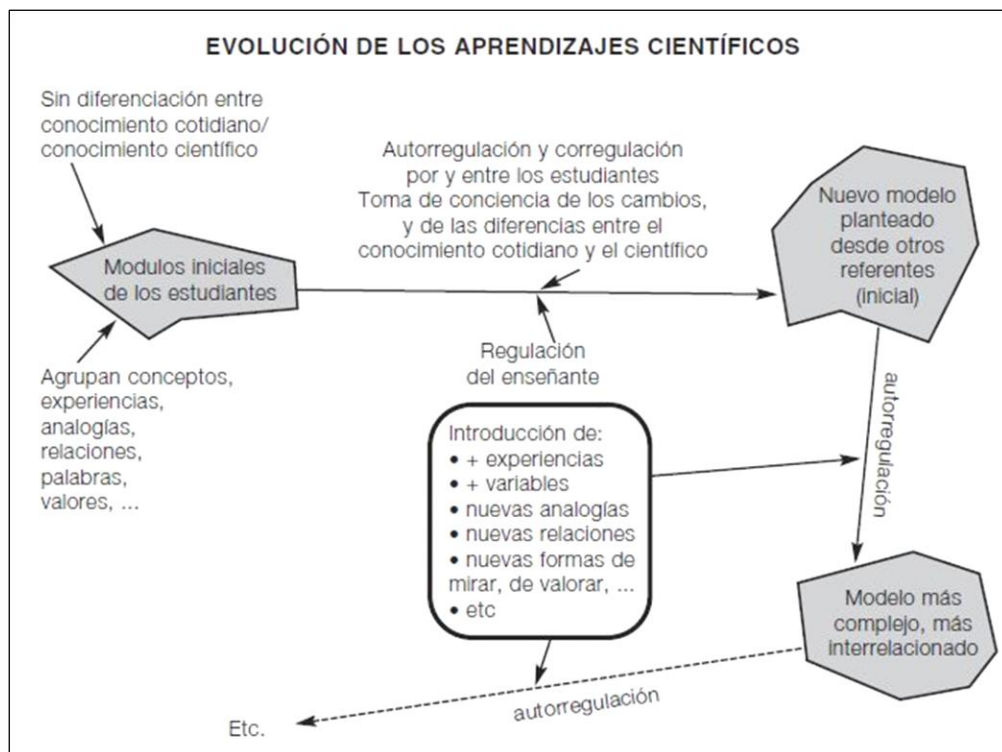 EVOLUCIÓN DE LOS APRENDIZAJES CIENTÍFICOS
Sin diferenciación entre
conocimiento cotidiano/
conocimiento científico
Autorregulación y corregulación
por y entre los estudiantes
Toma de conciencia de los cambios,
y de las diferencias entre el
conocimiento cotidiano y el científico
Nuevo modelo
planteado
desde otros
referentes
(inicial)
Modulos iniciales
de los estudiantes
Regulación
del enseñante
Agrupan conceptos,
experiencias,
analogías,
relaciones,
palabras,
valores, ...
Introducción de:
• + experiencias
• + variables
• nuevas analogías
• nuevas relaciones
• nuevas formas de
mirar, de valorar, ...
• etc
autorregulación
Modelo más
complejo, más
interrelacionado
autorregulación
Etc.